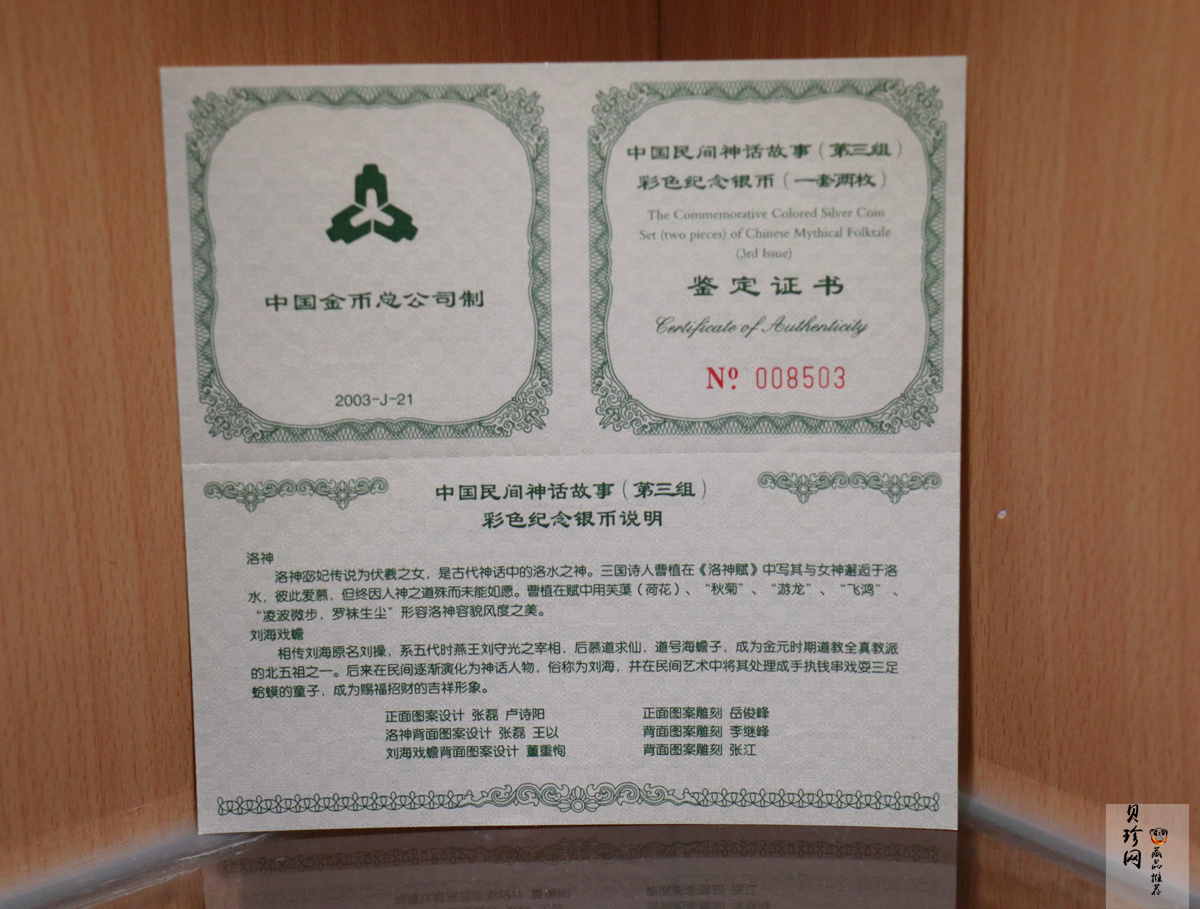 中国金币总公司制
2003-J-21
中国民间神话故事（第三组）
彩色纪念银币（一套两枚）
The Commemorative Colored Silver Coin
Set (two pieces) of Chinese Mythical Folktale
(3rd Issue)
鉴定证书
Certificate of Authenticity
Nº 008503
中国民间神话故事（第三组）
彩色纪念银币说明
洛神
洛神宓妃传说为伏羲之女，是古代神话中的洛水之神。三国诗人曹植在《洛神赋》中写其与女神邂逅于洛
水，彼此爱慕，但终因人神之道殊而未能如愿。曹植在赋中用芙蕖（荷花）、“秋菊”、“游龙”、“飞鸿”、
“凌波微步，罗袜生尘”形容洛神容貌风度之美。
刘海戏蟾
相传刘海原名刘操，系五代时燕王刘守光之宰相，后慕道求仙，道号海蟾子，成为金元时期道教全真教派
的北五祖之一。后来在民间逐渐演化为神话人物，俗称为刘海，并在民间艺术中将其处理成手执钱串戏耍三足
蛤蟆的童子，成为赐福招财的吉祥形象。
正面图案设计 张磊 卢诗阳
洛神背面图案设计 张磊 王以
刘海戏蟾背面图案设计 董重恂
正面图案雕刻 岳俊峰
背面图案雕刻 李继峰
背面图案雕刻 张江
贝珍网
藏品推荐